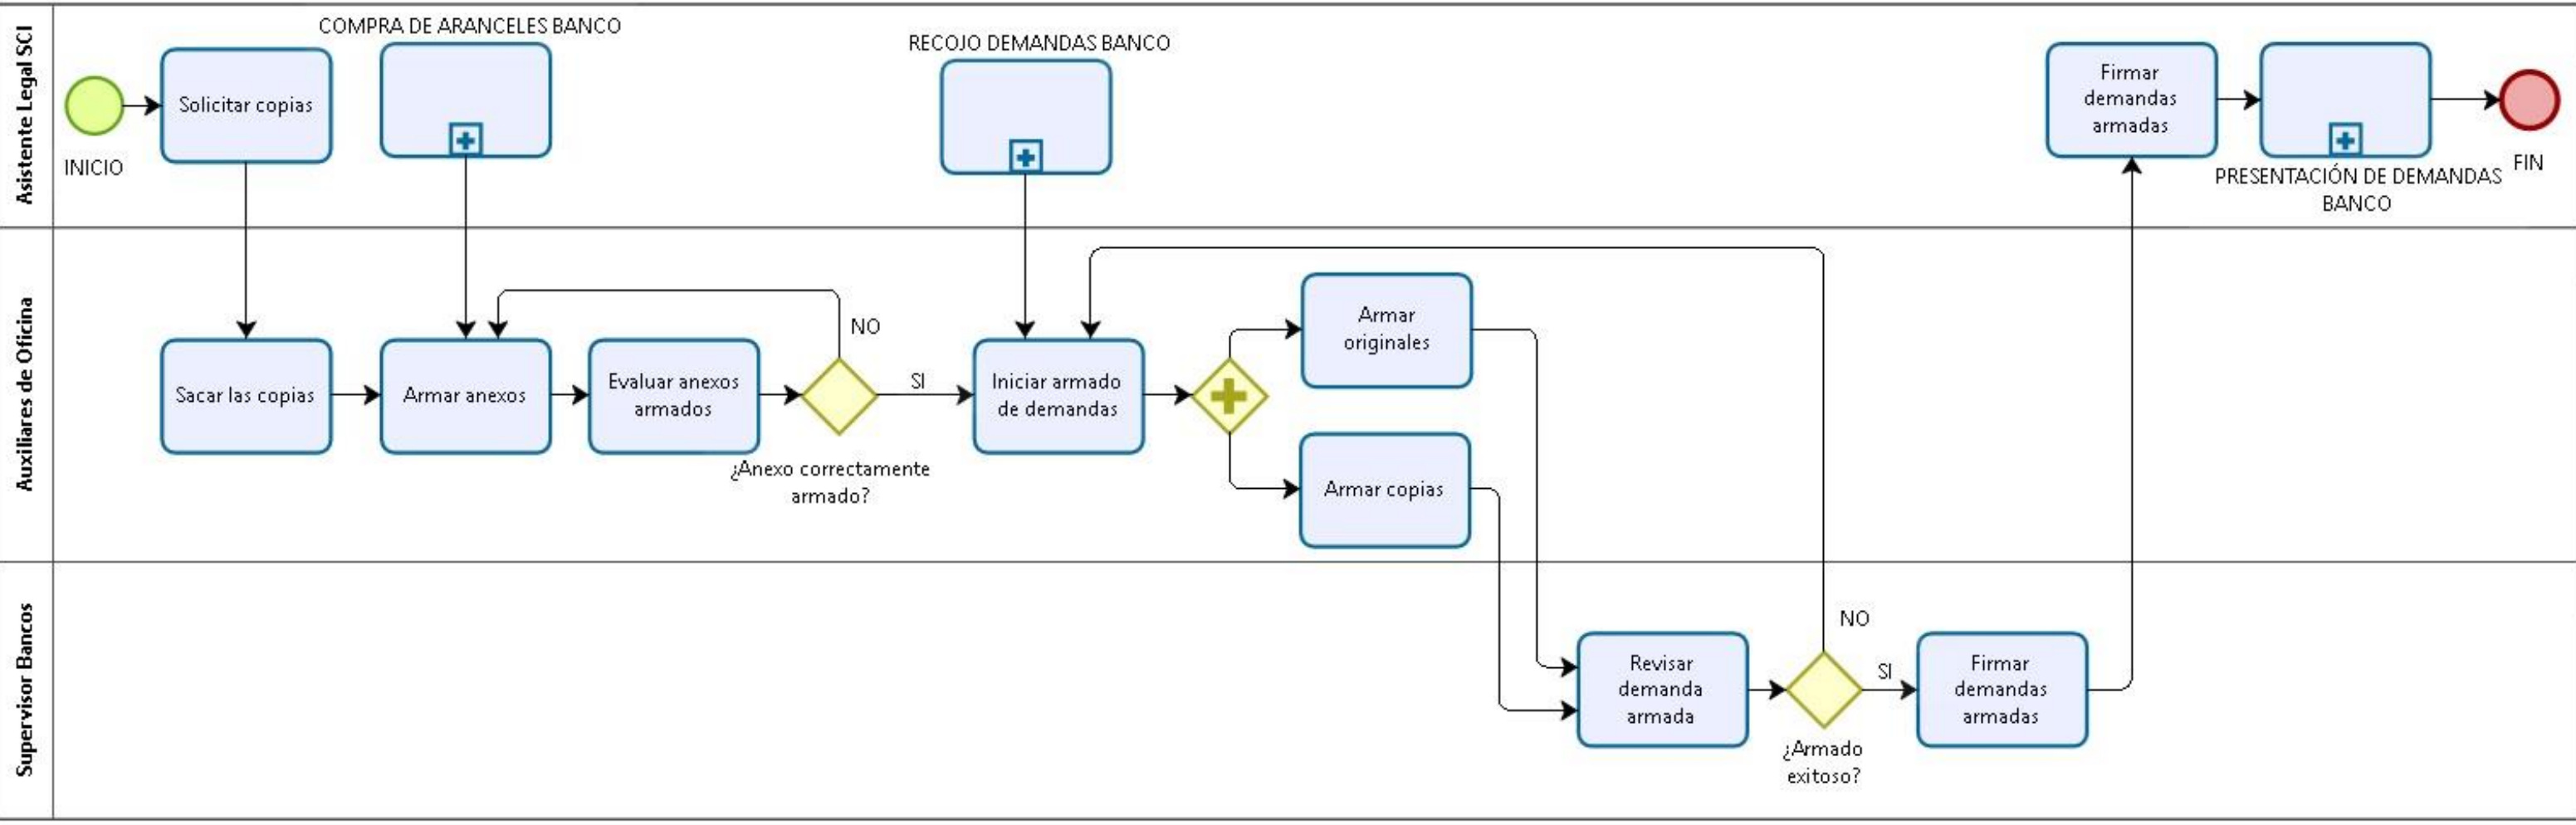 Asistente Legal SCI
COMPRA DE ARANCELES BANCO
RECOJO DEMANDAS BANCO
Solicitar copias
INICIO
Firmar
demandas
armadas
PRESENTACIÓN DE DEMANDAS
BANCO
FIN
Auxiliares de Oficina
Sacar las copias
Armar anexos
Evaluar anexos
armados
NO
SI
¿Anexo correctamente
armado?
Iniciar armado
de demandas
Armar
originales
Armar copias
Supervisor Bancos
Revisar
demanda
armada
NO
SI
¿Armado
exitoso?
Firmar
demandas
armadas